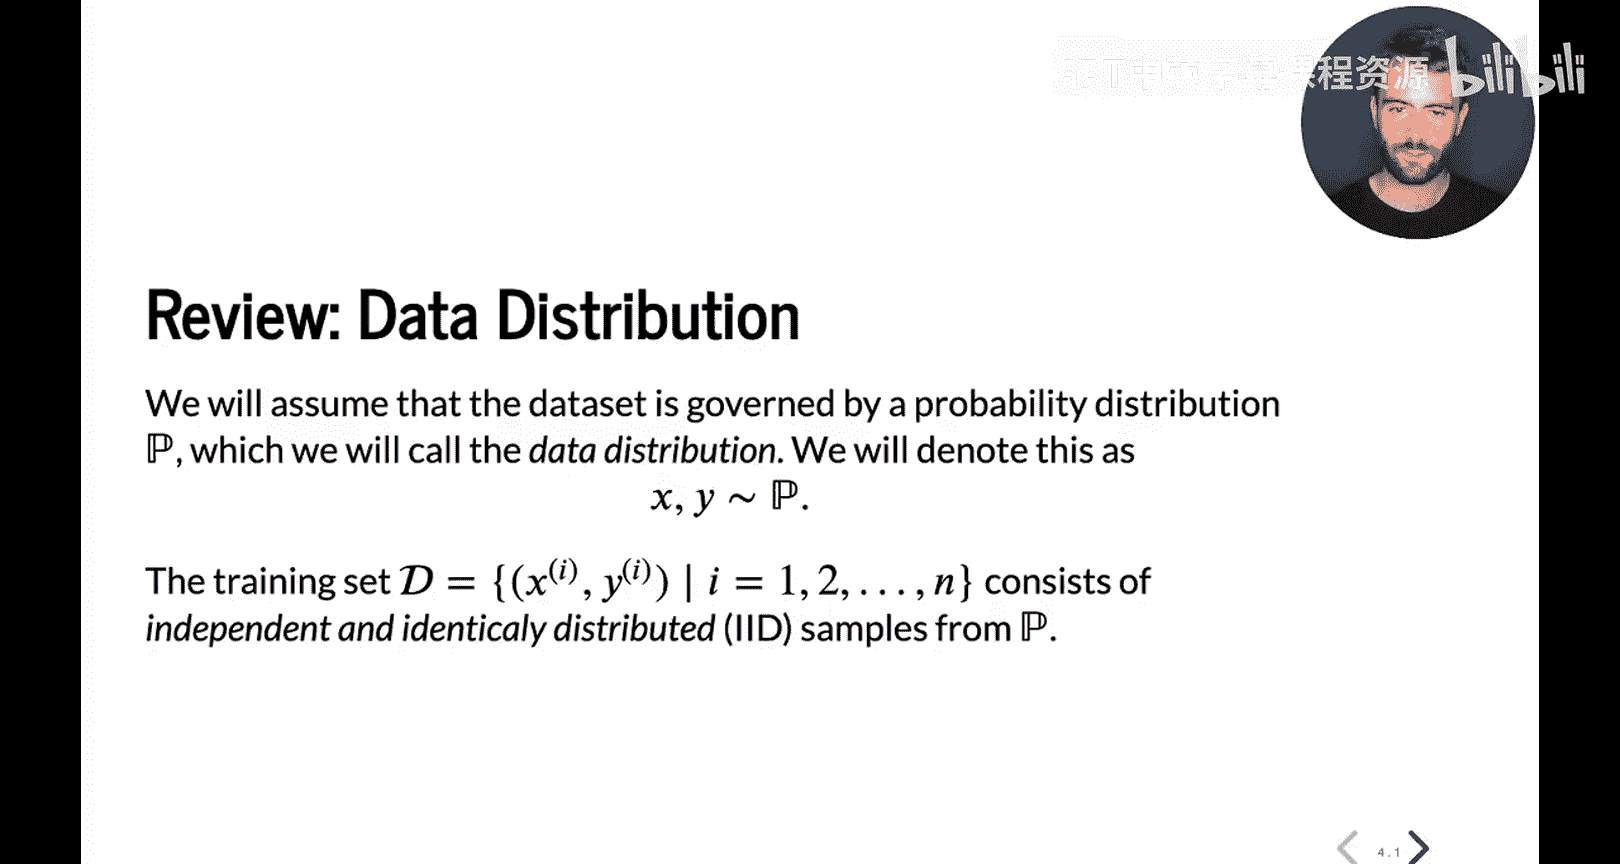 程资源 bilibili
Review: Data Distribution
We will assume that the dataset is governed by a probability distribution
ℙ, which we will call the data distribution. We will denote this as
x, y ∼ ℙ.
The training set 𝒟 = {(x⁽ⁱ⁾, y⁽ⁱ⁾) ∣ i = 1, 2, . . . , n} consists of
independent and identicaly distributed (IID) samples from ℙ.
4.1